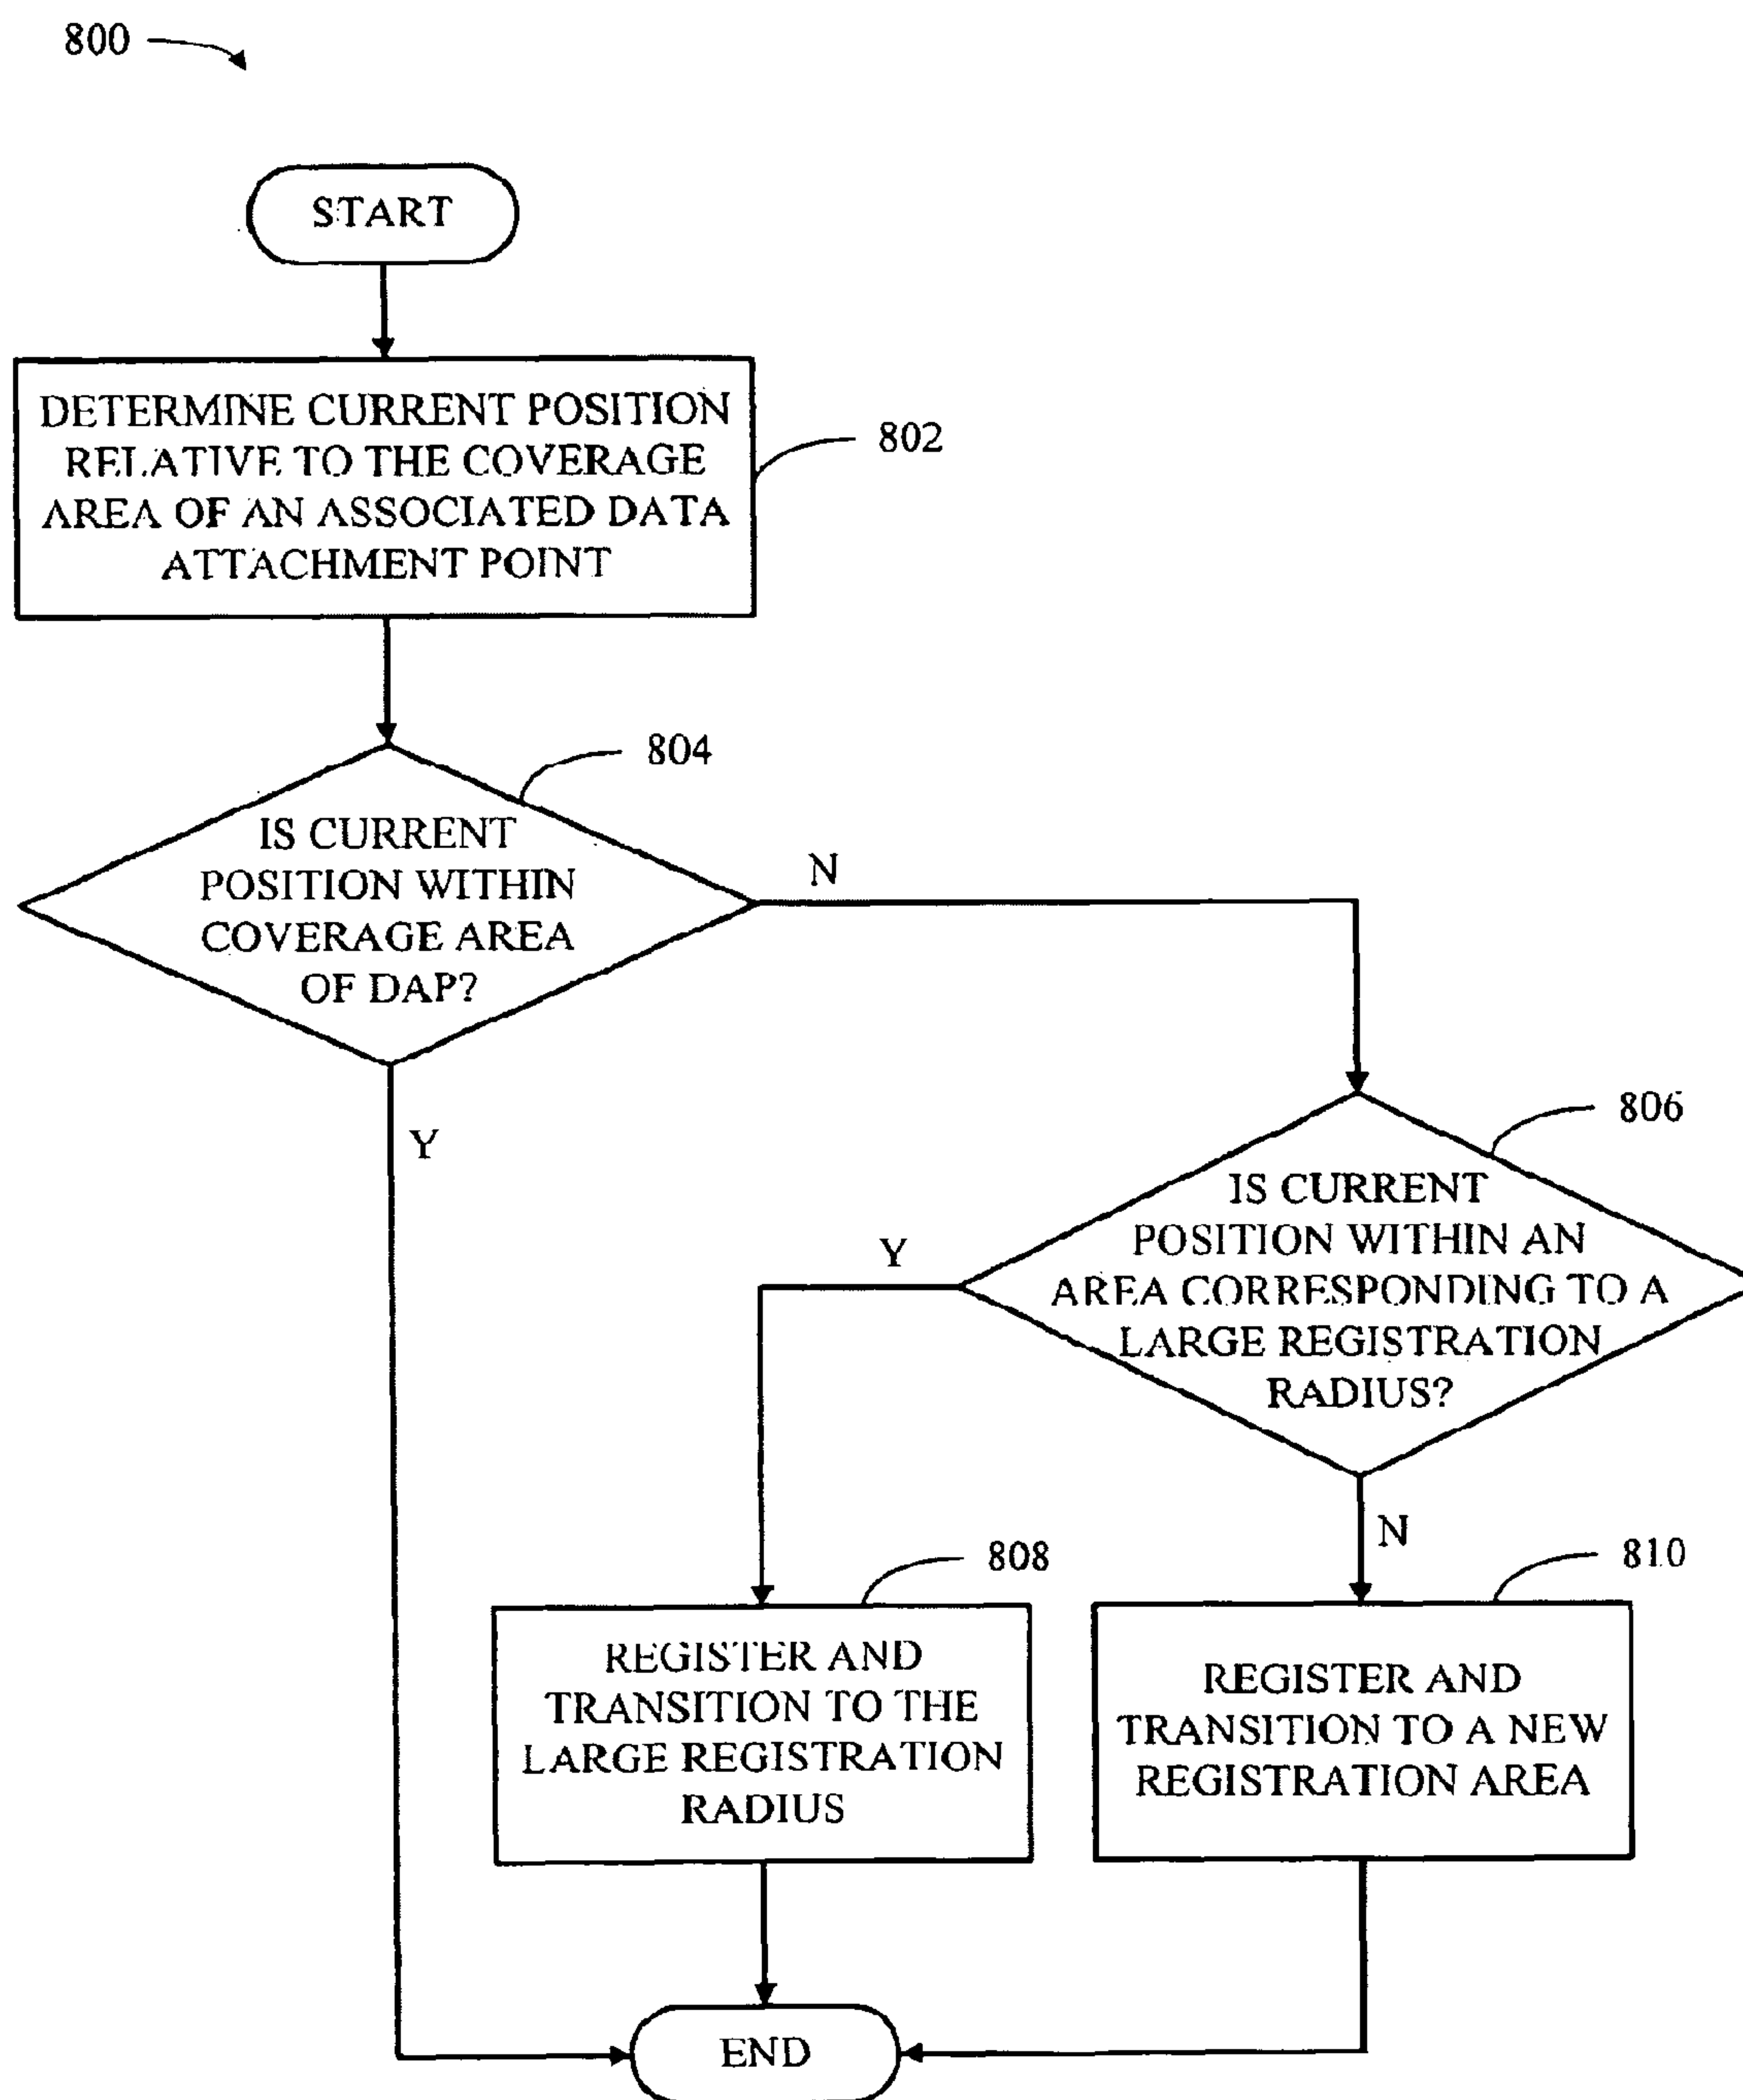 800
START
DETERMINE CURRENT POSITION
RELATIVE TO THE COVERAGE
AREA OF AN ASSOCIATED DATA
ATTACHMENT POINT
802
804
IS CURRENT
POSITION WITHIN
COVERAGE AREA
OF DAP?
N
Y
806
IS CURRENT
POSITION WITHIN AN
AREA CORRESPONDING TO A
LARGE REGISTRATION
RADIUS?
Y
N
808
REGISTER AND
TRANSITION TO THE
LARGE REGISTRATION
RADIUS
810
REGISTER AND
TRANSITION TO A NEW
REGISTRATION AREA
END